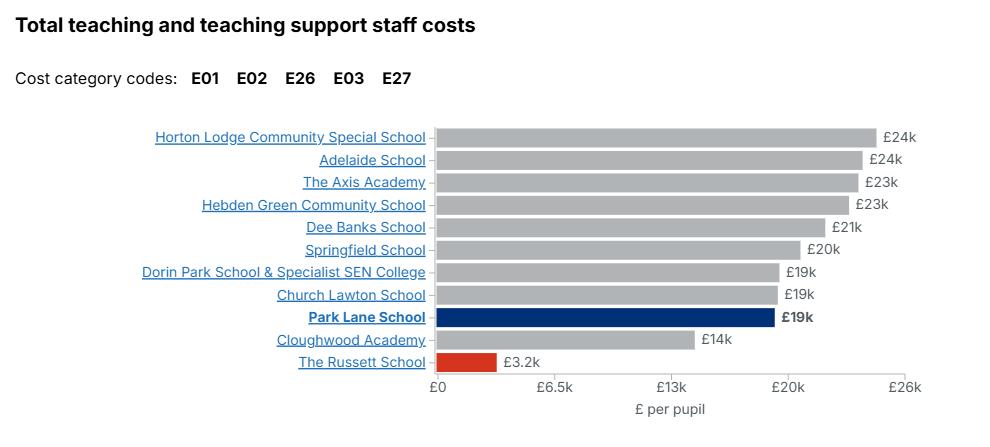 Total teaching and teaching support staff costs
Cost category codes: E01 E02 E26 E03 E27
Horton Lodge Community Special School £24k
Adelaide School £24k
The Axis Academy £23k
Hebden Green Community School £23k
Dee Banks School £21k
Springfield School £20k
Dorin Park School & Specialist SEN College £19k
Church Lawton School £19k
Park Lane School £19k
Cloughwood Academy £14k
The Russett School £3.2k
£0 £6.5k £13k £20k £26k
£ per pupil